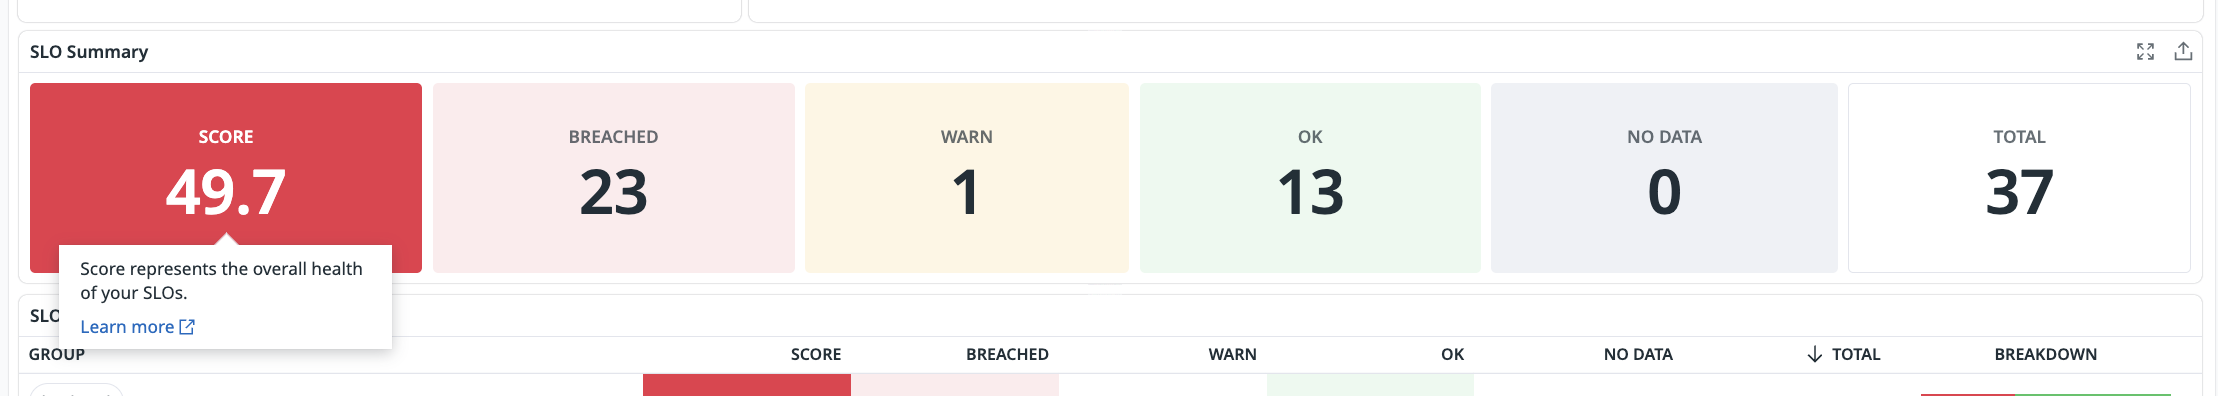 SLO Summary
SCORE
49.7
BREACHED
23
WARN
1
OK
13
NO DATA
0
TOTAL
37
Score represents the overall health
of your SLOs.
Learn more
SLO
GROUP SCORE BREACHED WARN OK NO DATA TOTAL BREAKDOWN